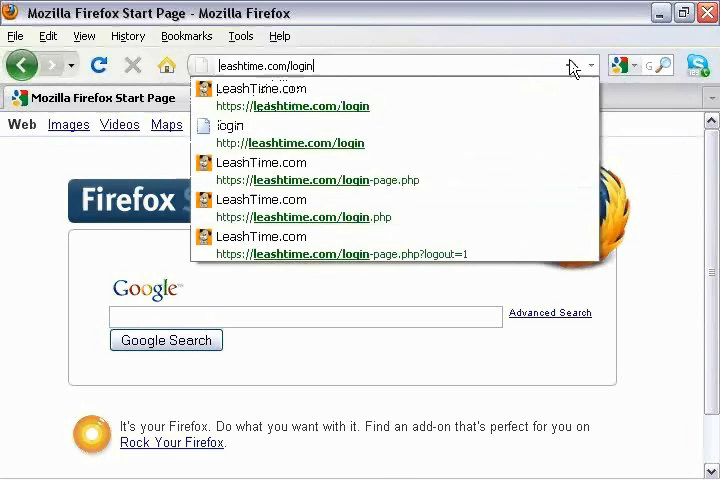 Mozilla Firefox Start Page - Mozilla Firefox
File Edit View History Bookmarks Tools Help
leashtime.com/login
G
Mozilla Firefox Start Page
LeashTime.com
https://leashtime.com/login
login
http://leashtime.com/login
LeashTime.com
https://leashtime.com/login-page.php
LeashTime.com
https://leashtime.com/login.php
LeashTime.com
https://leashtime.com/login-page.php?logout=1
Web Images Videos Maps
Firefox
Google™
Advanced Search
Google Search
It's your Firefox. Do what you want with it. Find an add-on that's perfect for you on
Rock Your Firefox.